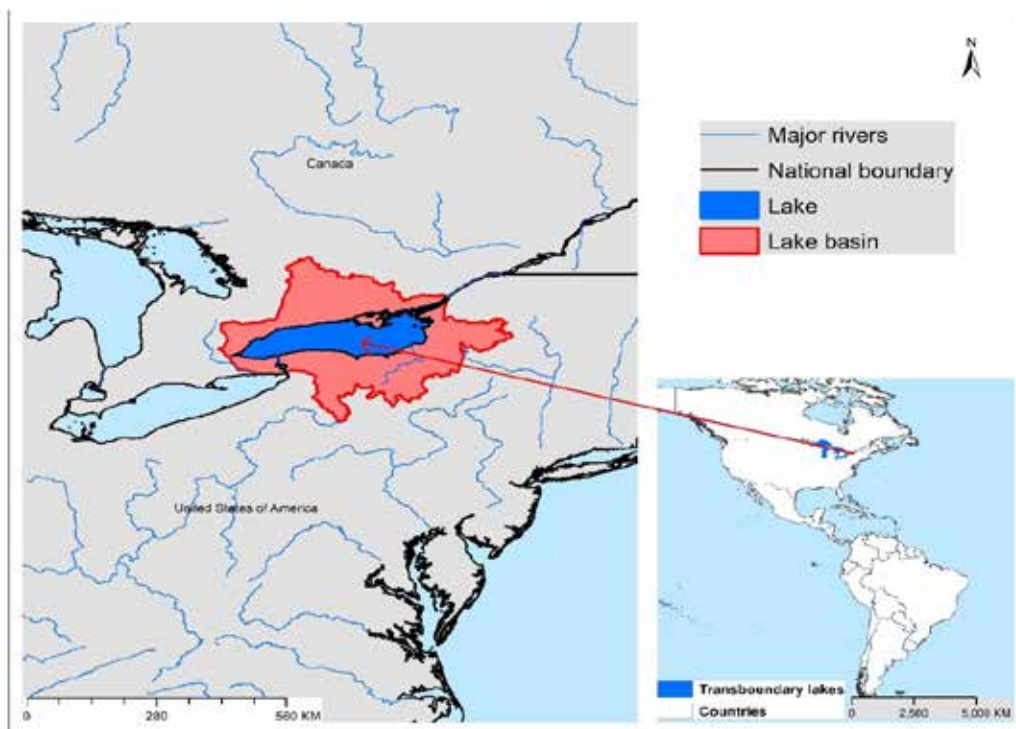 N
Major rivers
National boundary
Lake
Lake basin
Canaca
United States of America
0 280 560 KM
Transboundary lakes
Countries
0 2,500 5,000 KM